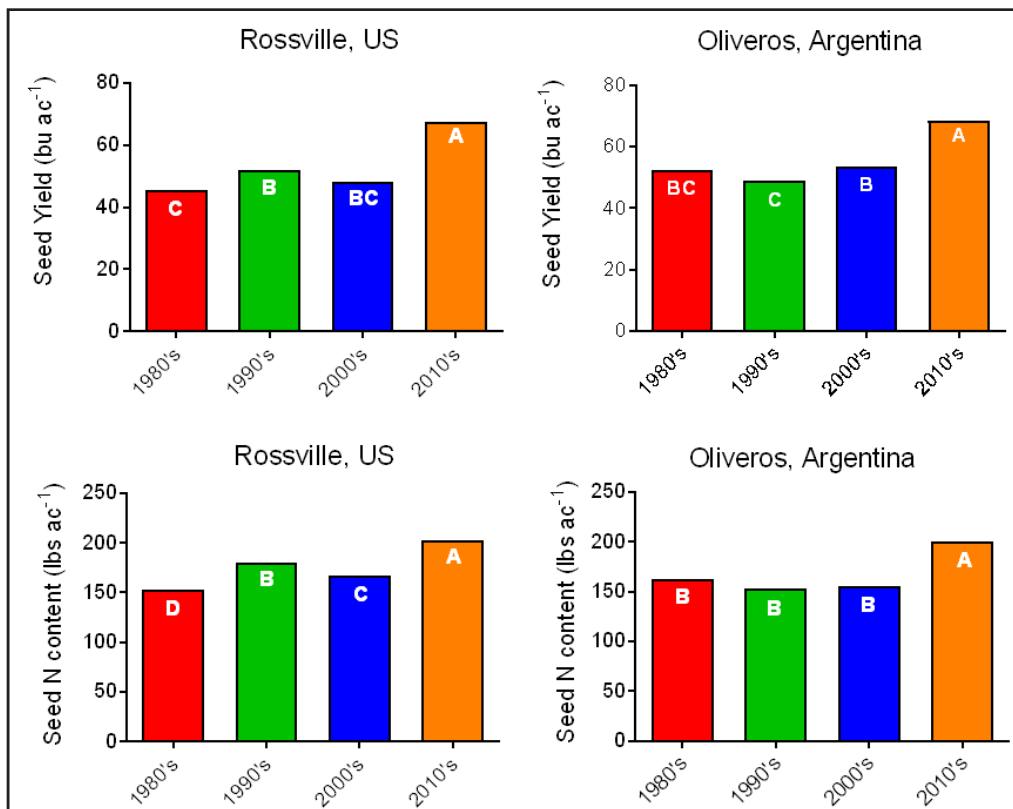 Rossville, US
Seed Yield (bu ac⁻¹)
80
60
40
20
0
C
B
BC
A
1980's
1990's
2000's
2010's
Oliveros, Argentina
Seed Yield (bu ac⁻¹)
80
60
40
20
0
BC
C
B
A
1980's
1990's
2000's
2010's
Rossville, US
Seed N content (lbs ac⁻¹)
250
200
150
100
50
0
D
B
C
A
1980's
1990's
2000's
2010's
Oliveros, Argentina
Seed N content (lbs ac⁻¹)
250
200
150
100
50
0
B
B
B
A
1980's
1990's
2000's
2010's